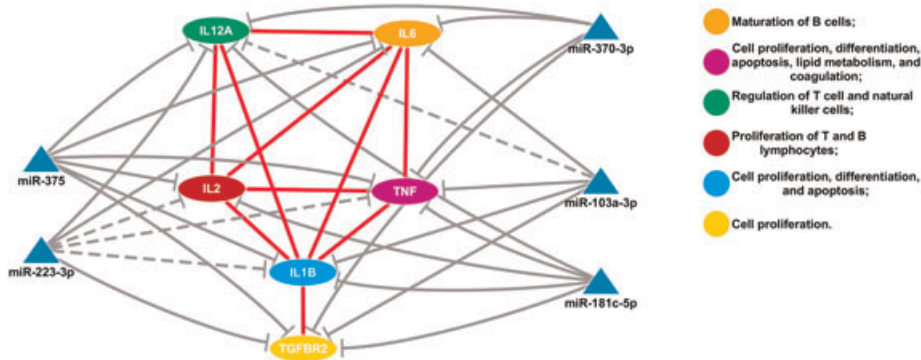 IL12A
IL6
miR-370-3p
miR-375
IL2
TNF
miR-103a-3p
miR-223-3p
IL1B
miR-181c-5p
TGFBR2
Maturation of B cells;
Cell proliferation, differentiation,
apoptosis, lipid metabolism, and
coagulation;
Regulation of T cell and natural
killer cells;
Proliferation of T and B
lymphocytes;
Cell proliferation, differentiation,
and apoptosis;
Cell proliferation.